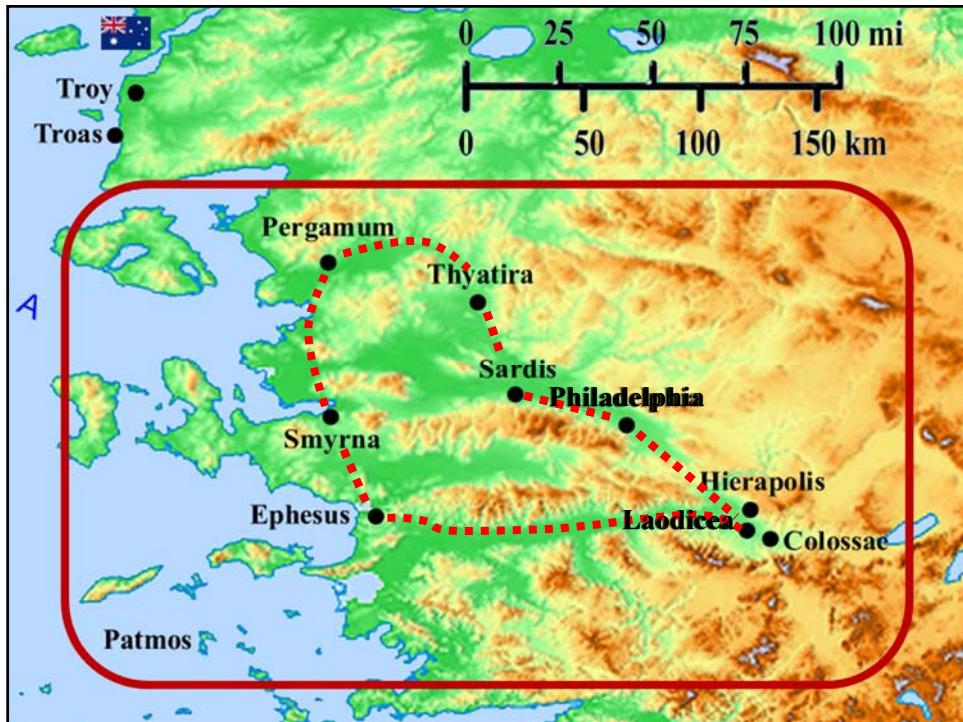 0 25 50 75 100 mi
0 50 100 150 km
Troy
Troas
Pergamum
Thyatira
A
Sardis
Philadelphia
Smyrna
Hierapolis
Ephesus
Laodicea
Colossae
Patmos